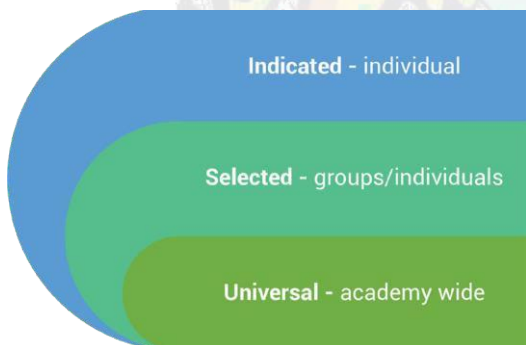 Indicated - individual
Selected - groups/individuals
Universal - academy wide